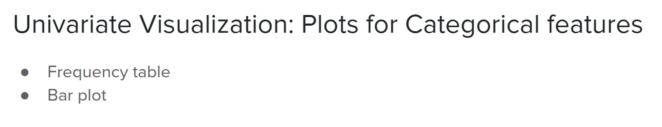 Univariate Visualization: Plots for Categorical features
● Frequency table
● Bar plot